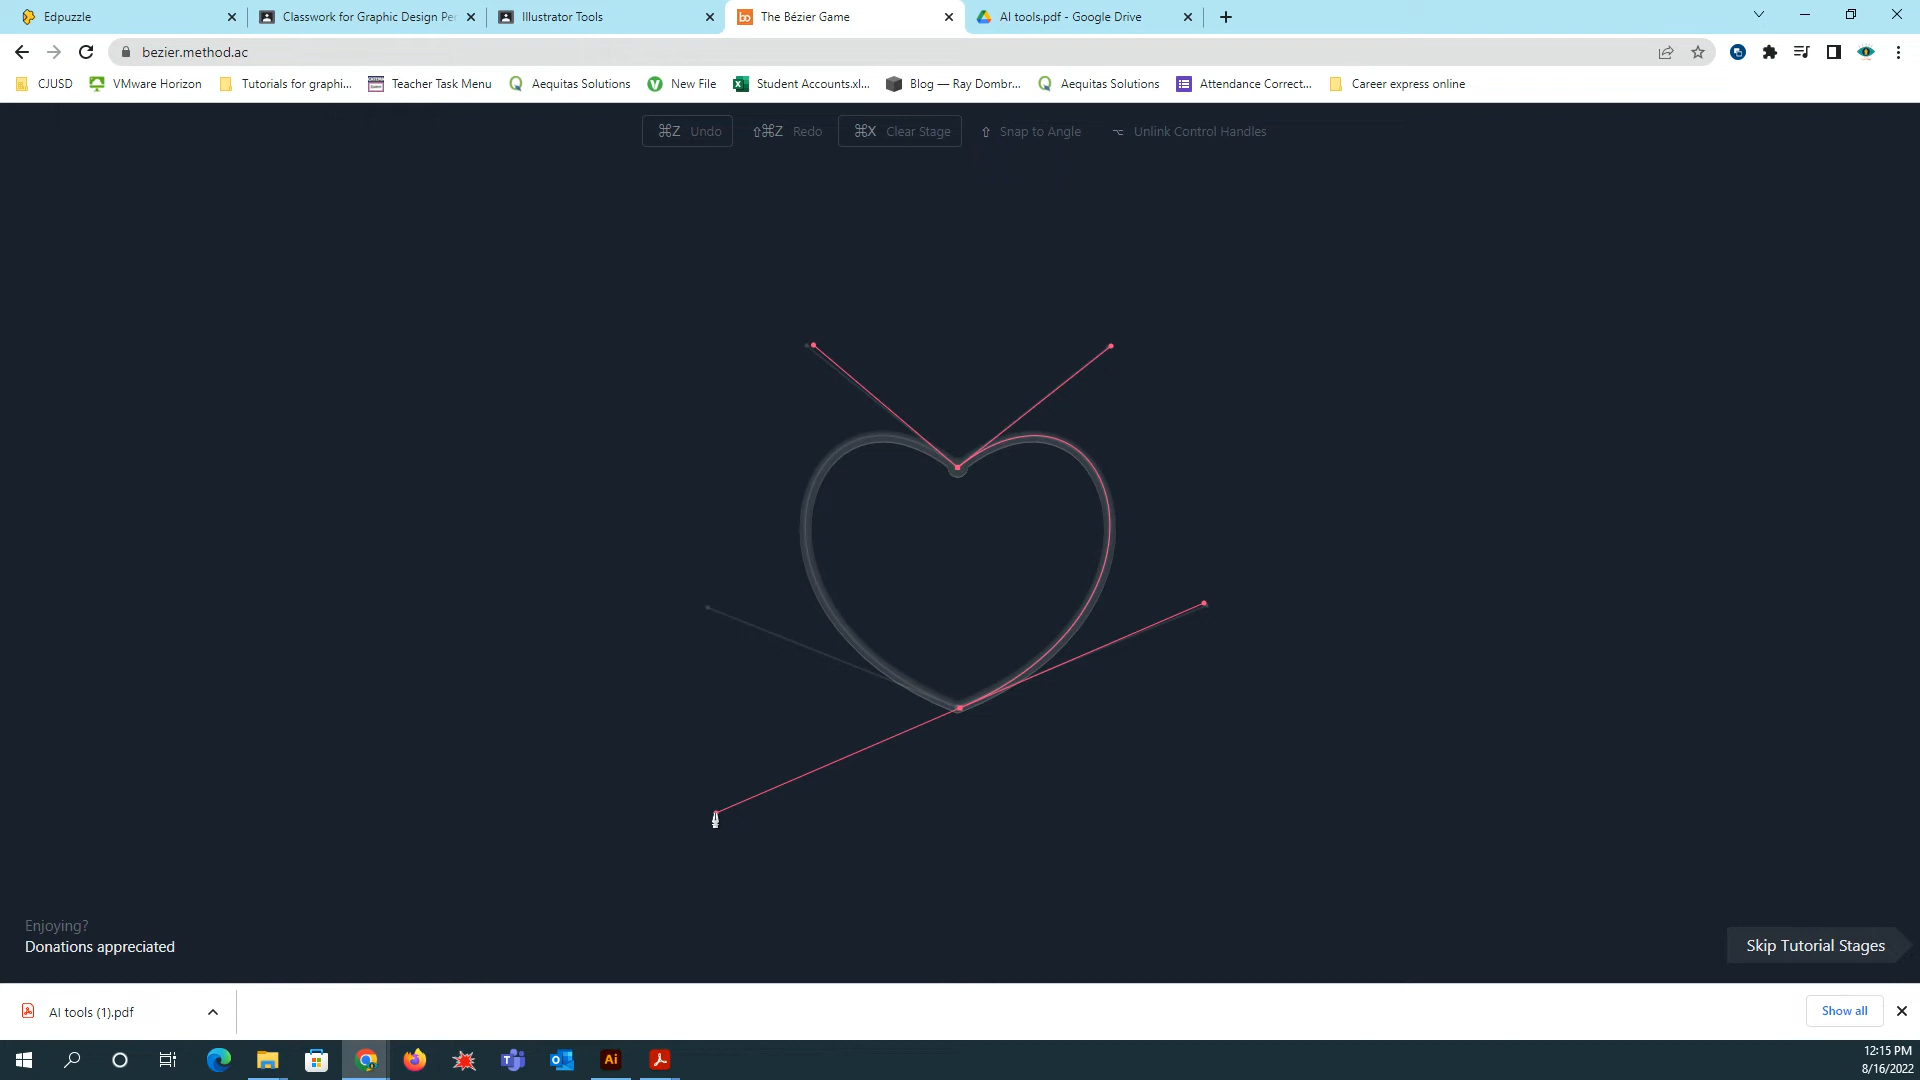 Edpuzzle
Classwork for Graphic Design Per
Illustrator Tools
The Bézier Game
AI tools.pdf - Google Drive
bezier.method.ac
CJUSD
VMware Horizon
Tutorials for graphi...
Teacher Task Menu
Aequitas Solutions
New File
Student Accounts.xl...
Blog — Ray Dombr...
Aequitas Solutions
Attendance Correct...
Career express online
⌘Z Undo
⇧⌘Z Redo
⌘X Clear Stage
⇧ Snap to Angle
⌥ Unlink Control Handles
Enjoying?
Donations appreciated
Skip Tutorial Stages
AI tools (1).pdf
Show all
12:15 PM
8/16/2022